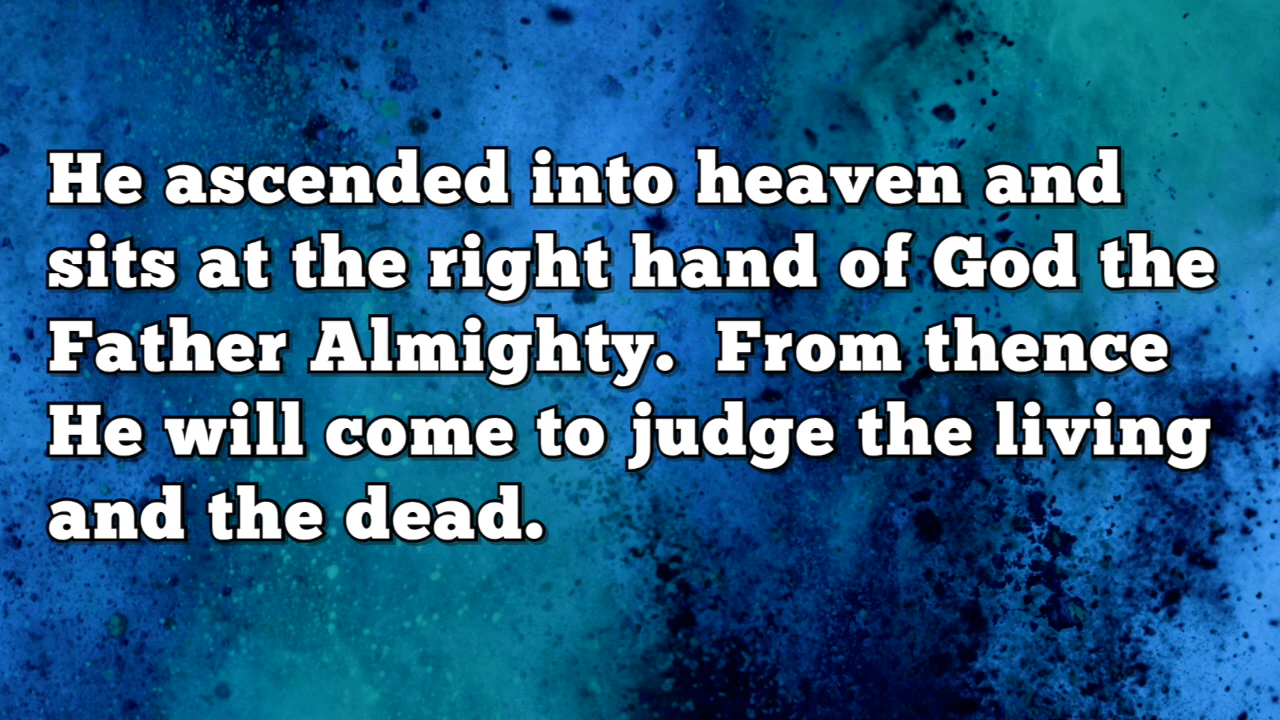 He ascended into heaven and
sits at the right hand of God the
Father Almighty.  From thence
He will come to judge the living
and the dead.